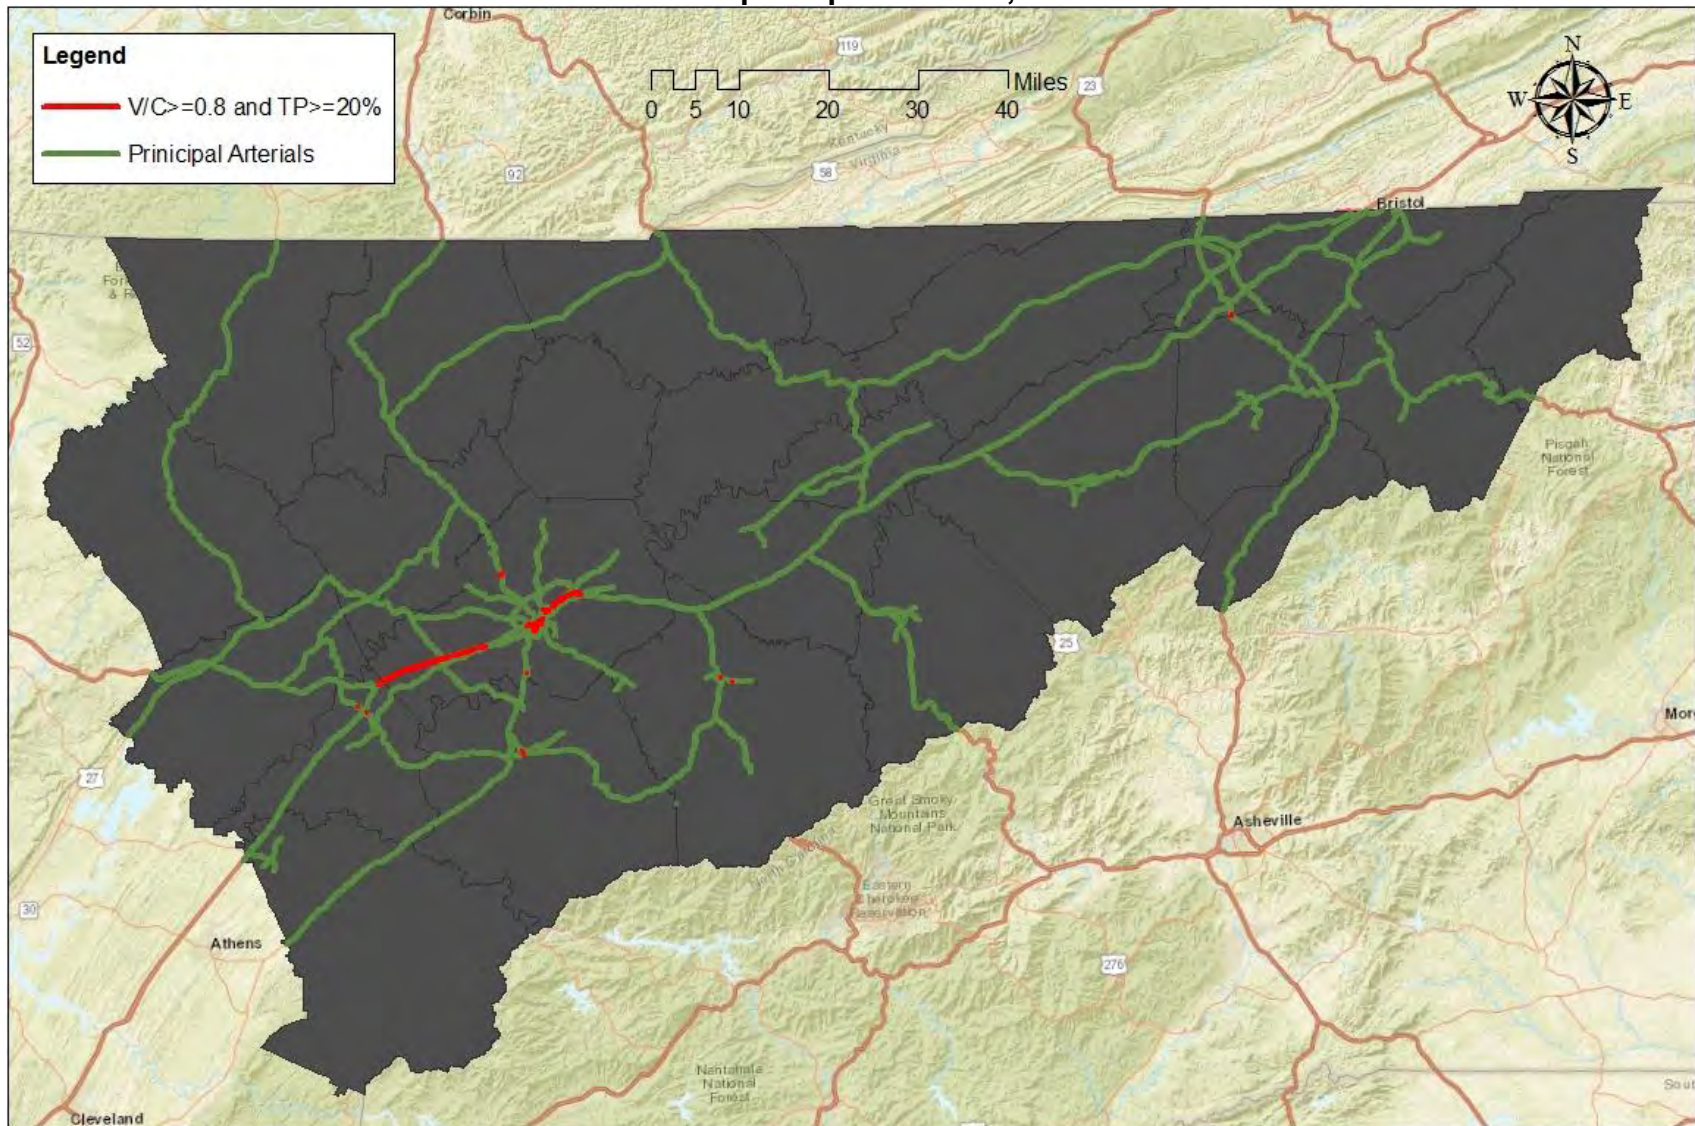 Corbin
Legend
V/C>=0.8 and TP>=20%
Prinicipal Arterials
119
Miles
0 5 10 20 30 40
23
N
W E
S
Kentucky
Virginia
92
58
Bristol
52
Pisgah
National
Forest
25
27
Great Smoky
Mountains
National Park
Asheville
Eastern
Cherokee
Reservation
30
Athens
276
Nantahala
National
Forest
Cleveland